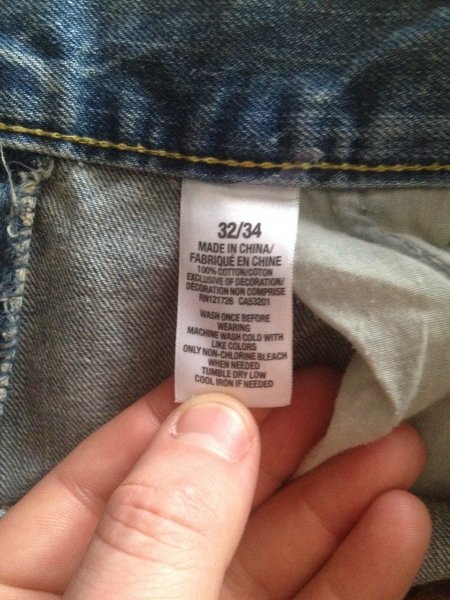 32/34
MADE IN CHINA/
FABRIQUÉ EN CHINE
100% COTTON/COTON
EXCLUSIVE OF DECORATION/
DÉCORATION NON COMPRISE
RN121726 CA53201
WASH ONCE BEFORE
WEARING
MACHINE WASH COLD WITH
LIKE COLORS
ONLY NON-CHLORINE BLEACH
WHEN NEEDED
TUMBLE DRY LOW
COOL IRON IF NEEDED